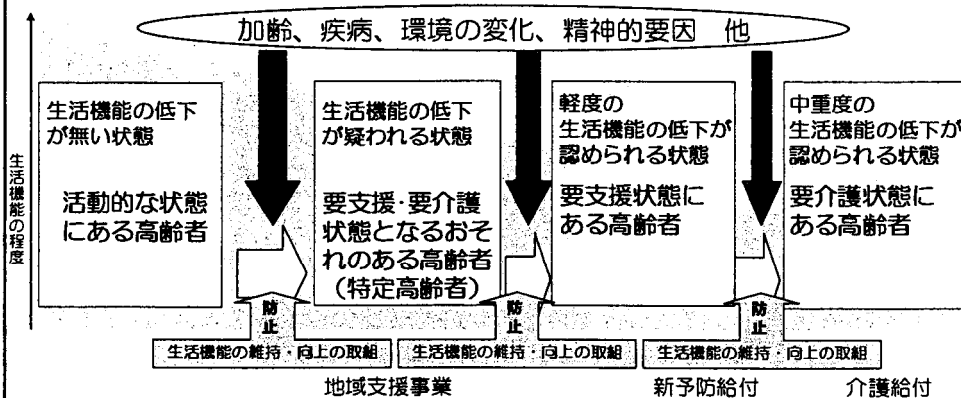 加齢、疾病、環境の変化、精神的要因　他
生活機能の程度
生活機能の低下
が無い状態
活動的な状態
にある高齢者
生活機能の低下
が疑われる状態
要支援・要介護
状態となるおそ
れのある高齢者
（特定高齢者）
軽度の
生活機能の低下が
認められる状態
要支援状態に
ある高齢者
中重度の
生活機能の低下が
認められる状態
要介護状態に
ある高齢者
防止
防止
防止
生活機能の維持・向上の取組
生活機能の維持・向上の取組
生活機能の維持・向上の取組
地域支援事業
新予防給付
介護給付